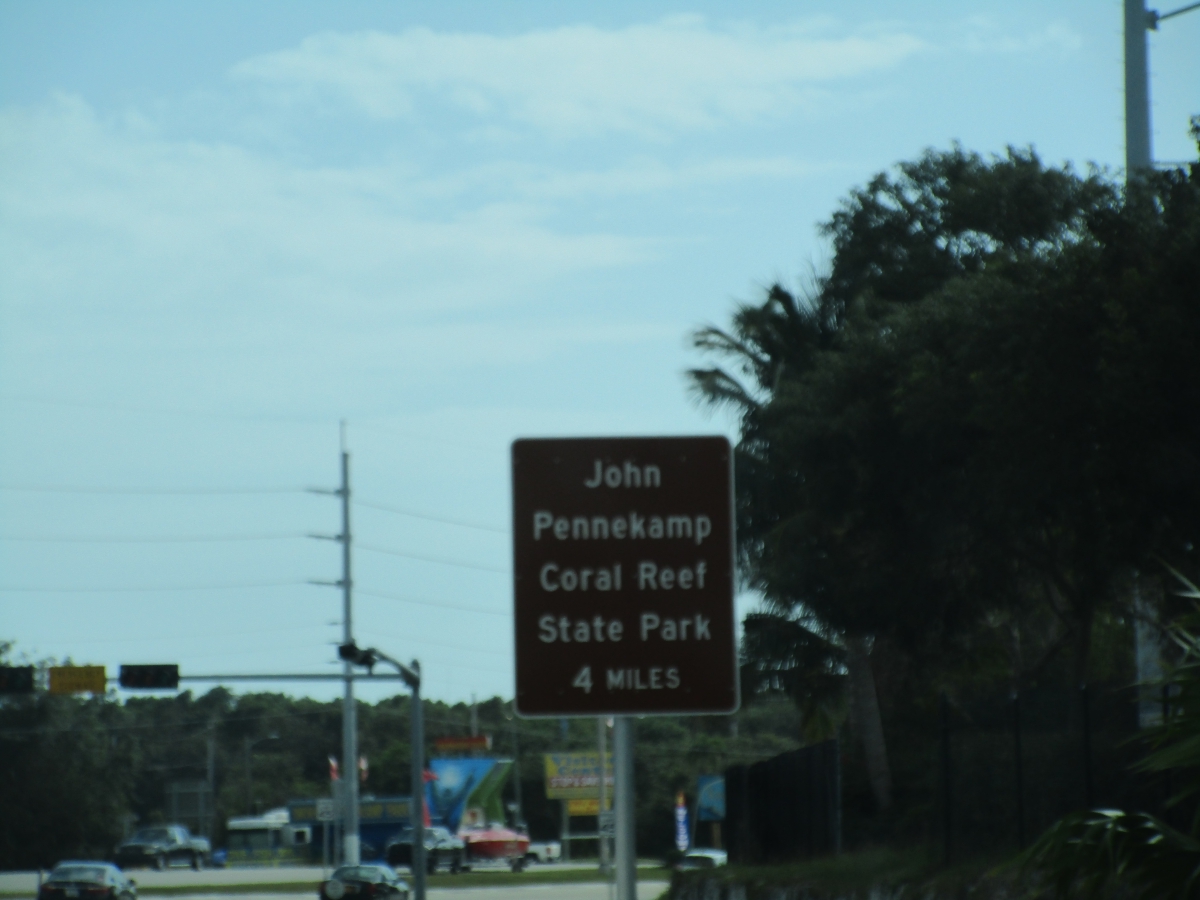 John
Pennekamp
Coral Reef
State Park
4 MILES